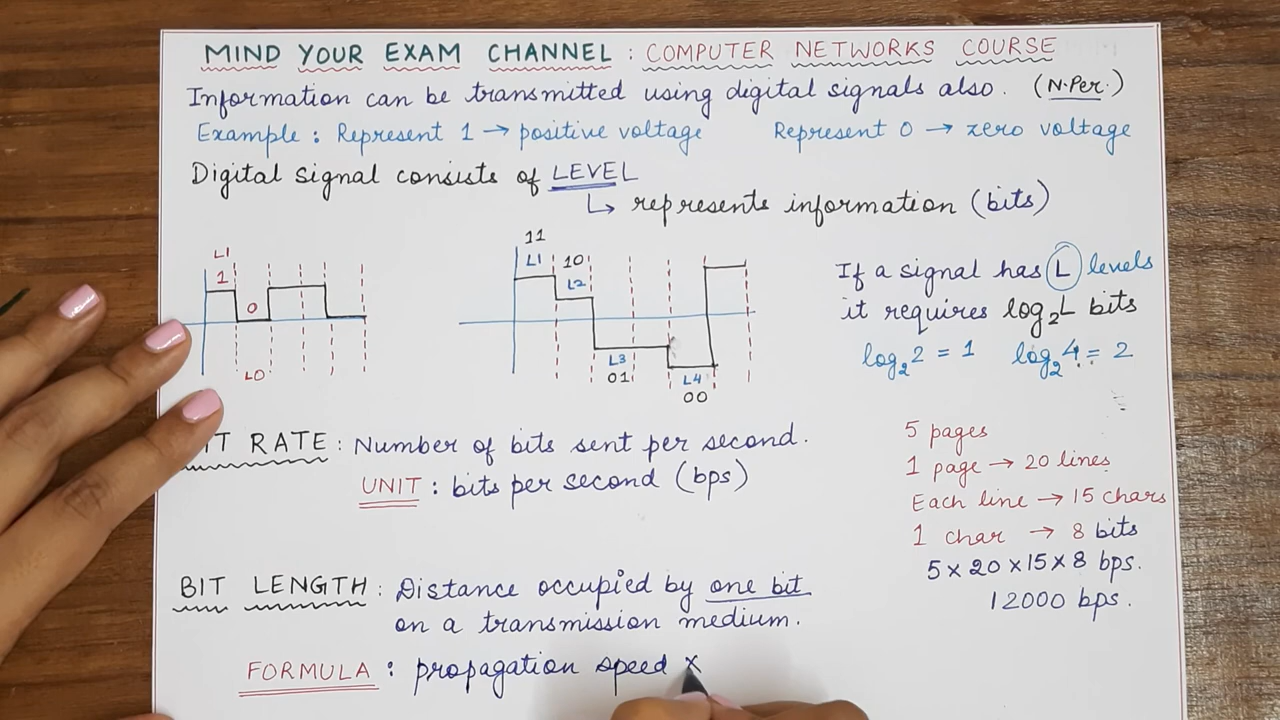 MIND YOUR EXAM CHANNEL : COMPUTER NETWORKS COURSE
Information can be transmitted using digital signals also. (N.Per.)
Example : Represent 1 → positive voltage Represent 0 → zero voltage
Digital signal consists of LEVEL
↳ represents information (bits)
L1
1
0
L0
11
L1
10
L2
L3
01
L4
00
If a signal has L levels
it requires log₂L bits
log₂2 = 1 log₂4 = 2
RATE : Number of bits sent per second.
UNIT : bits per second (bps)
5 pages
1 page → 20 lines
Each line → 15 chars
1 char → 8 bits
5 x 20 x 15 x 8 bps.
12000 bps.
BIT LENGTH : Distance occupied by one bit
on a transmission medium.
FORMULA : propagation speed x